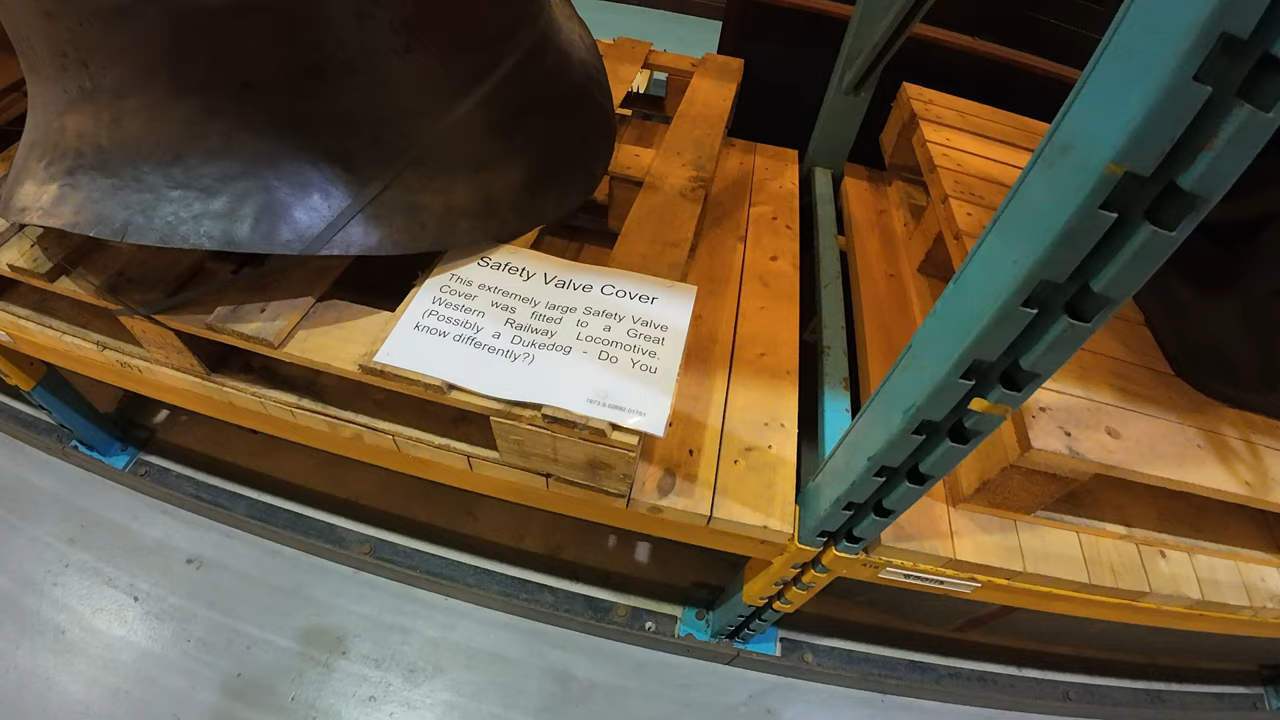 Safety Valve Cover
This extremely large Safety Valve
Cover was fitted to a Great
Western Railway Locomotive.
(Possibly a Dukedog - Do You
know differently?)